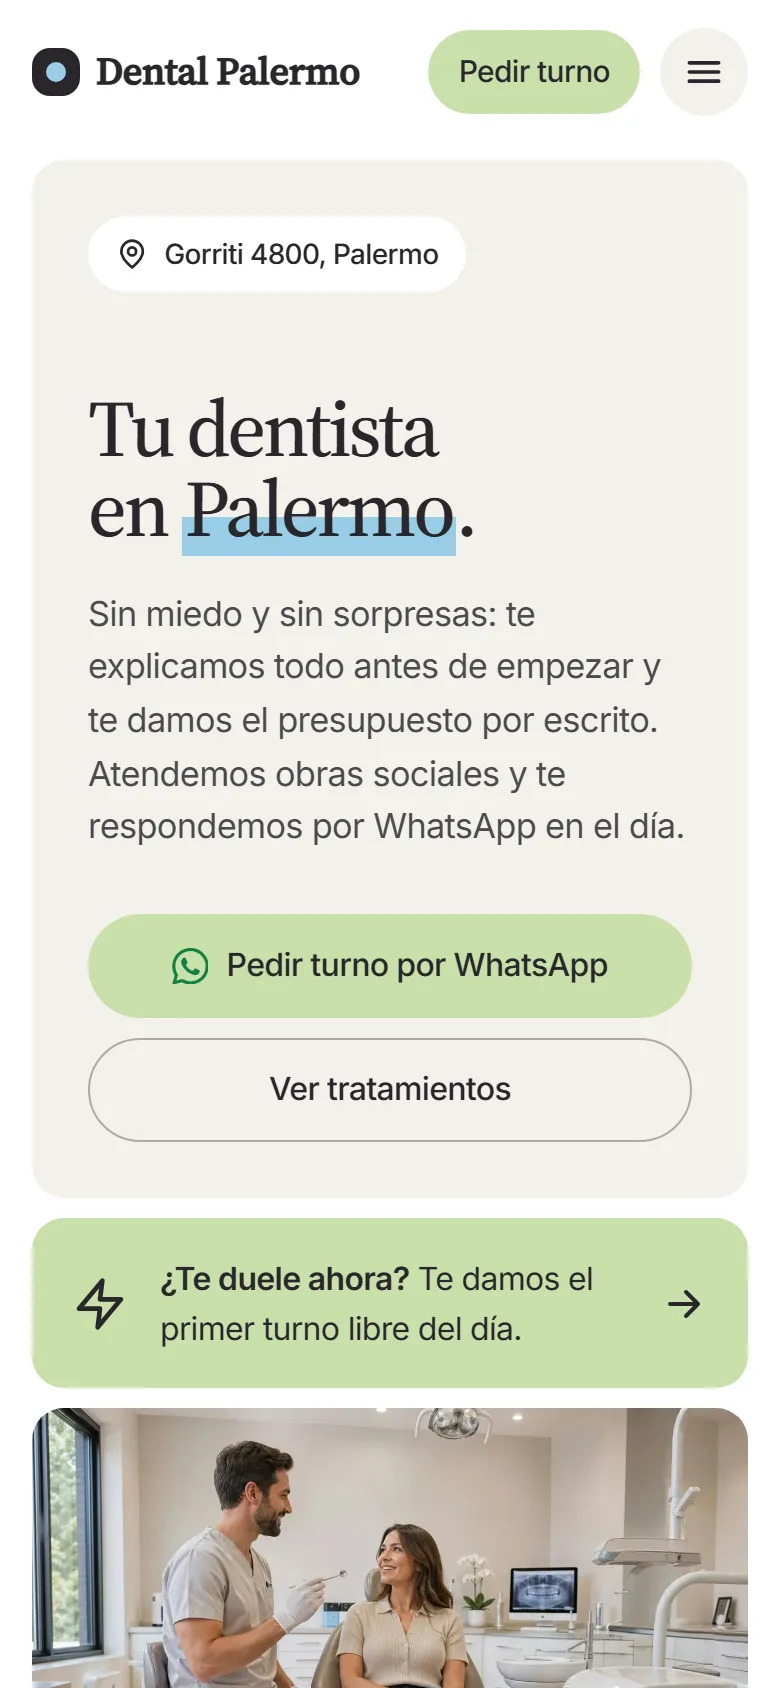 Dental Palermo
Pedir turno
Gorriti 4800, Palermo
Tu dentista
en Palermo.
Sin miedo y sin sorpresas: te
explicamos todo antes de empezar y
te damos el presupuesto por escrito.
Atendemos obras sociales y te
respondemos por WhatsApp en el día.
Pedir turno por WhatsApp
Ver tratamientos
¿Te duele ahora? Te damos el
primer turno libre del día.